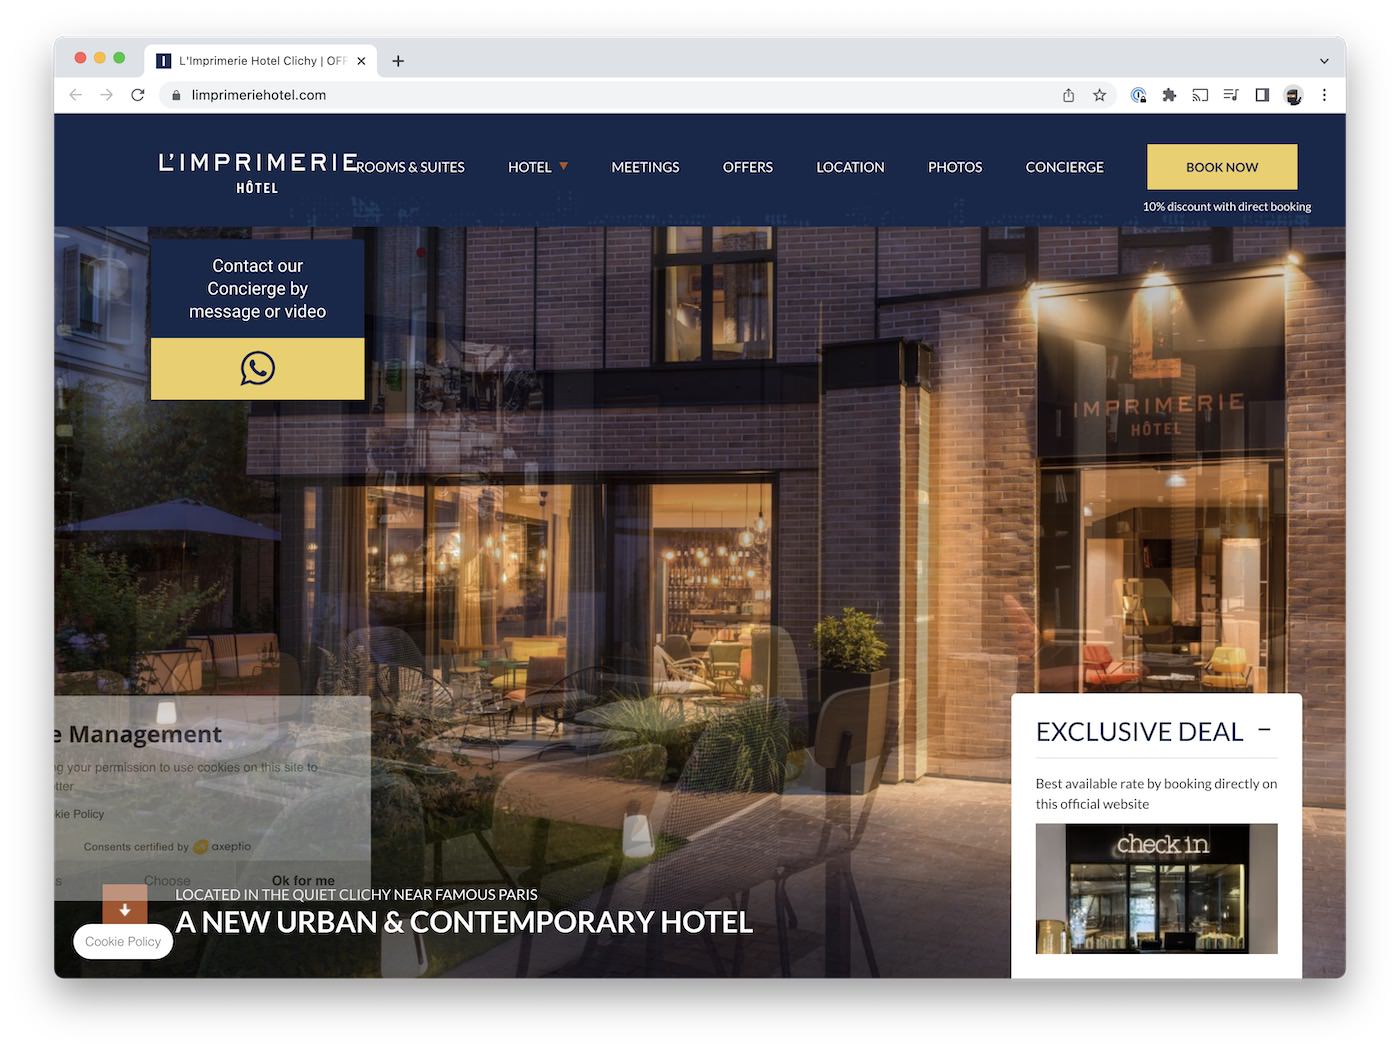 L'Imprimerie Hotel Clichy | OFF
limprimeriehotel.com
L'IMPRIMERIE
HÔTEL
ROOMS & SUITES
HOTEL
MEETINGS
OFFERS
LOCATION
PHOTOS
CONCIERGE
BOOK NOW
10% discount with direct booking
Contact our
Concierge by
message or video
IMPRIMERIE
HÔTEL
e Management
ng your permission to use cookies on this site to
tter
kie Policy
Consents certified by axeptio
s
Choose
Ok for me
LOCATED IN THE QUIET CLICHY NEAR FAMOUS PARIS
A NEW URBAN & CONTEMPORARY HOTEL
Cookie Policy
EXCLUSIVE DEAL
Best available rate by booking directly on
this official website
check in